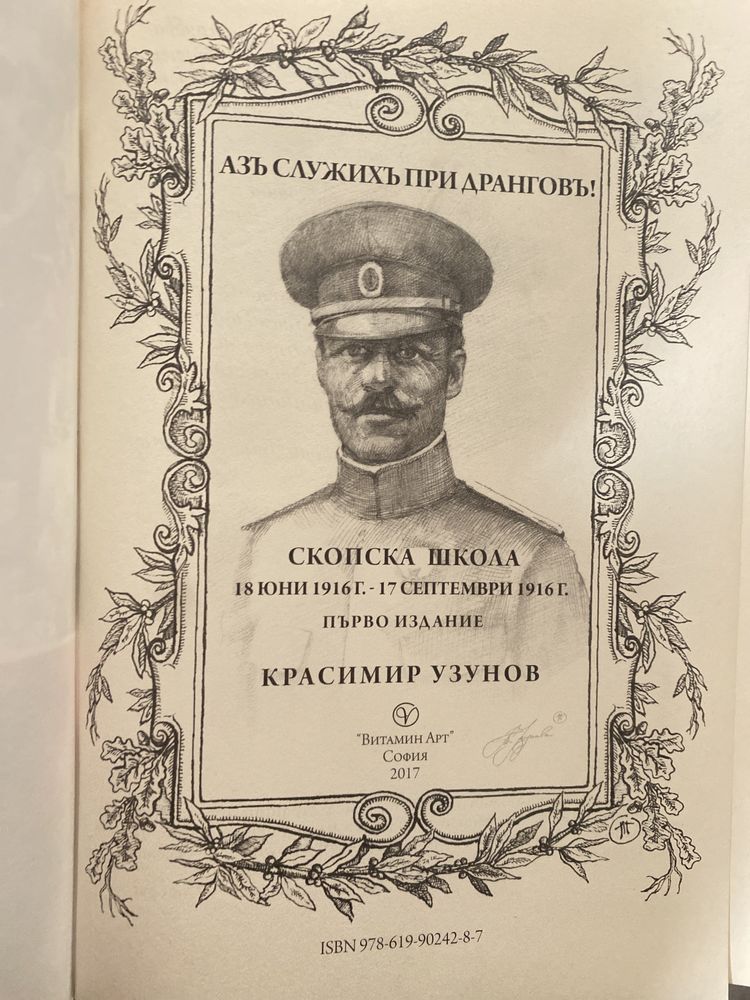 АЗЪ СЛУЖИХЪ ПРИ ДРАНГОВЪ!
СКОПСКА ШКОЛА
18 ЮНИ 1916 Г. - 17 СЕПТЕМВРИ 1916 Г.
ПЪРВО ИЗДАНИЕ
КРАСИМИР УЗУНОВ
"ВИТАМИН АРТ"
СОФИЯ
2017
ISBN 978-619-90242-8-7